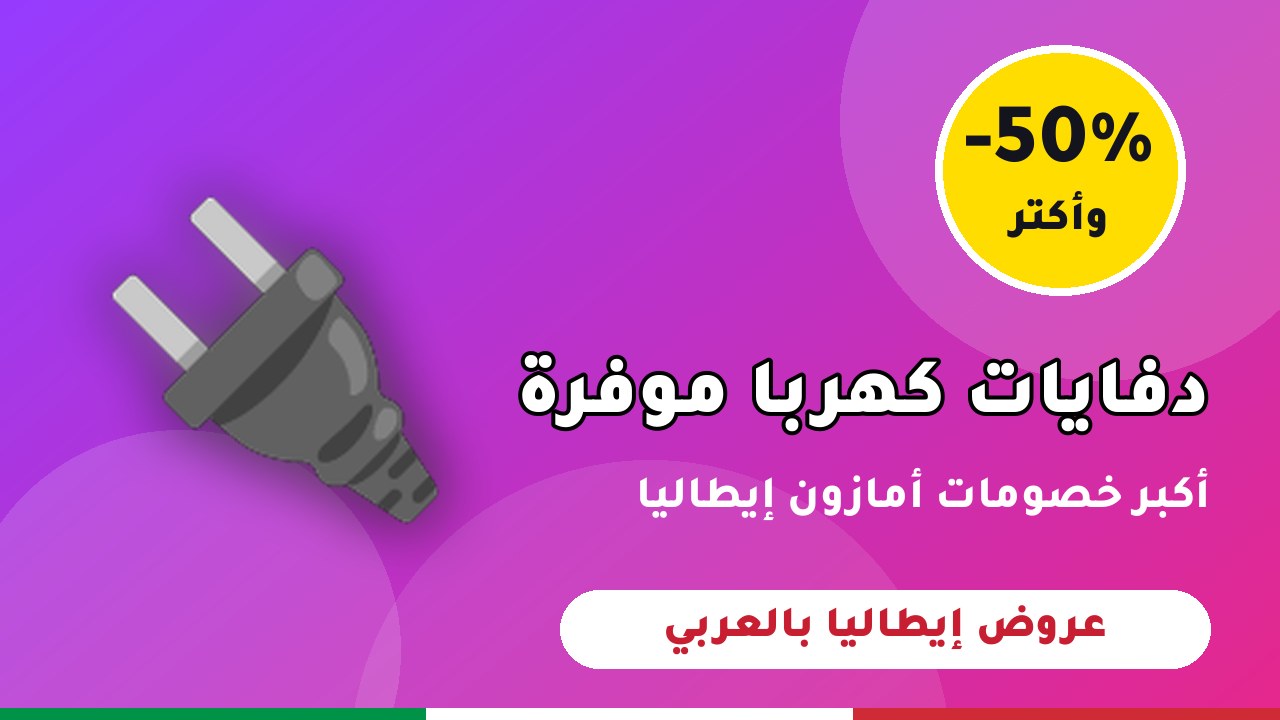 -50%
وأكتر
دفايات كهربا موفرة
أكبر خصومات أمازون إيطاليا
عروض إيطاليا بالعربي